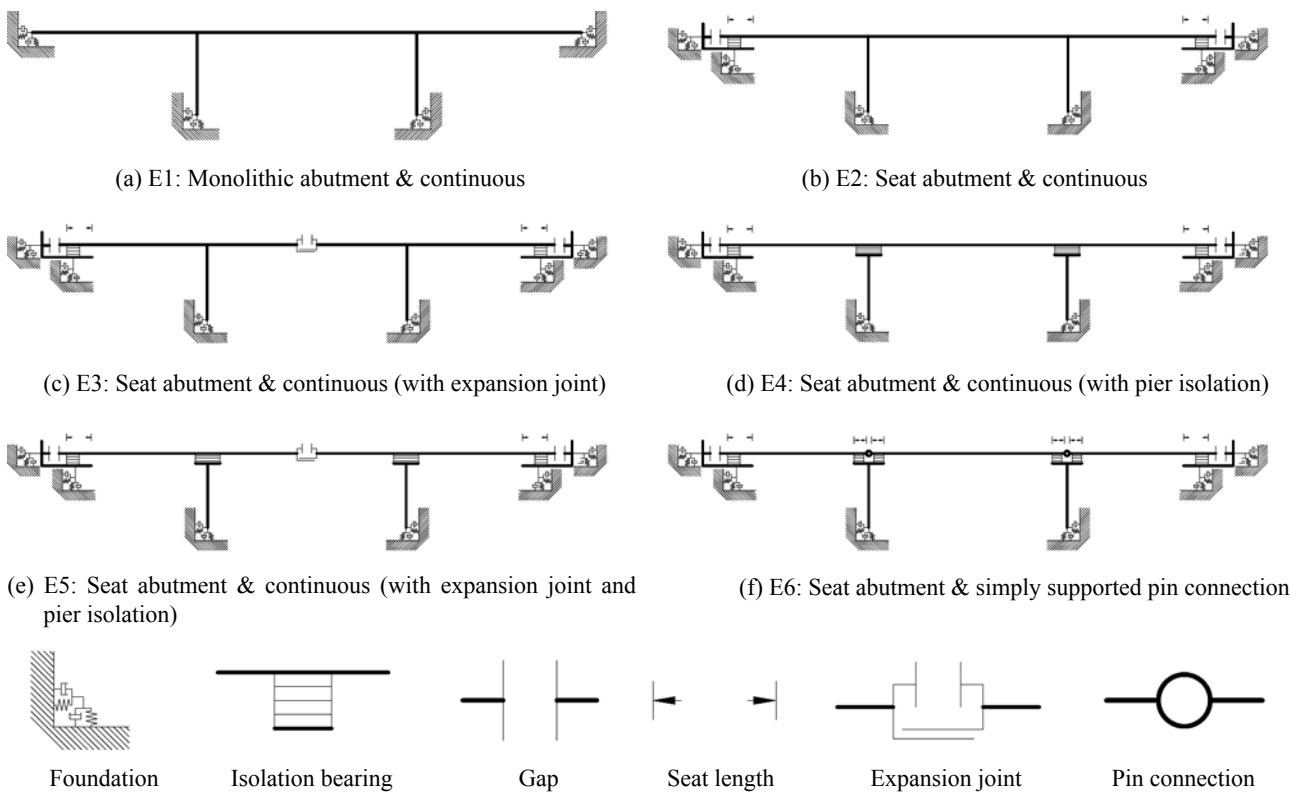 (a) E1: Monolithic abutment & continuous
(b) E2: Seat abutment & continuous
(c) E3: Seat abutment & continuous (with expansion joint)
(d) E4: Seat abutment & continuous (with pier isolation)
(e) E5: Seat abutment & continuous (with expansion joint and
pier isolation)
(f) E6: Seat abutment & simply supported pin connection
Foundation
Isolation bearing
Gap
Seat length
Expansion joint
Pin connection